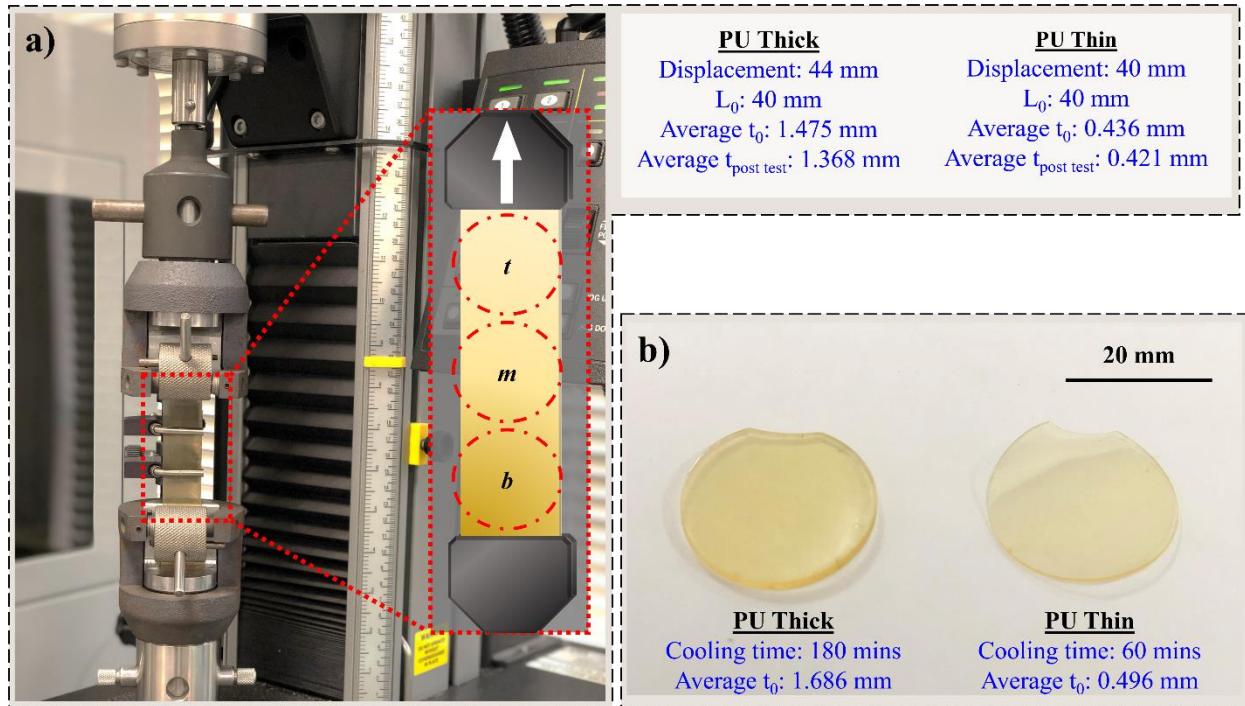 a)
PU Thick
Displacement: 44 mm
L₀: 40 mm
Average t₀: 1.475 mm
Average tpost test: 1.368 mm
PU Thin
Displacement: 40 mm
L₀: 40 mm
Average t₀: 0.436 mm
Average tpost test: 0.421 mm
t
m
b
b)
20 mm
PU Thick
Cooling time: 180 mins
Average t₀: 1.686 mm
PU Thin
Cooling time: 60 mins
Average t₀: 0.496 mm